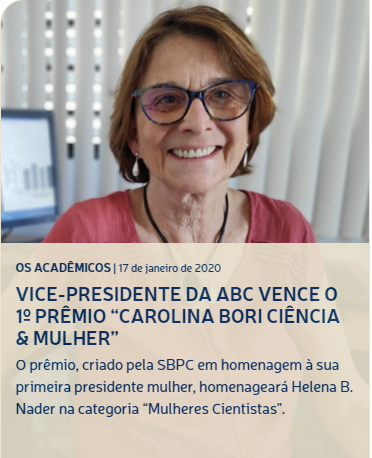 OS ACADÊMICOS | 17 de janeiro de 2020
VICE-PRESIDENTE DA ABC VENCE O
1º PRÊMIO “CAROLINA BORI CIÊNCIA
& MULHER”
O prêmio, criado pela SBPC em homenagem à sua
primeira presidente mulher, homenageará Helena B.
Nader na categoria “Mulheres Cientistas”.